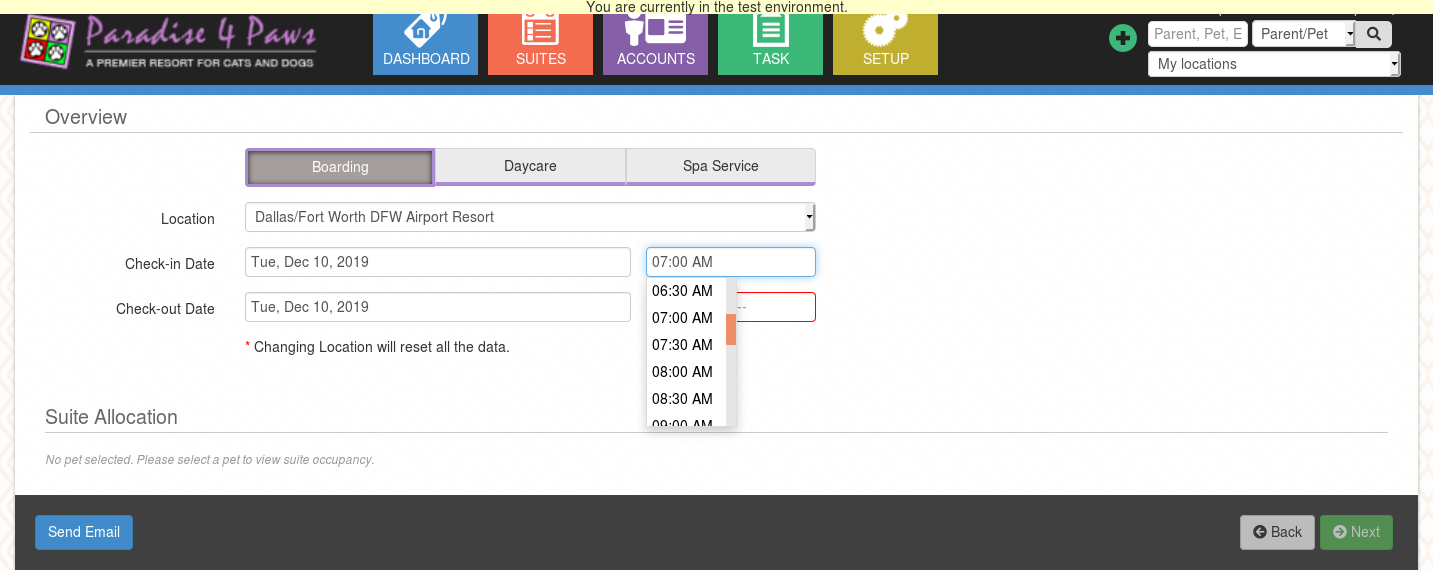 You are currently in the test environment.
Paradise 4 Paws
A PREMIER RESORT FOR CATS AND DOGS
DASHBOARD
SUITES
ACCOUNTS
TASK
SETUP
Parent, Pet, E
Parent/Pet
My locations
Overview
Boarding
Daycare
Spa Service
Location
Dallas/Fort Worth DFW Airport Resort
Check-in Date
Tue, Dec 10, 2019
07:00 AM
Check-out Date
Tue, Dec 10, 2019
--
06:30 AM
07:00 AM
07:30 AM
08:00 AM
08:30 AM
09:00 AM
* Changing Location will reset all the data.
Suite Allocation
No pet selected. Please select a pet to view suite occupancy.
Send Email
Back
Next